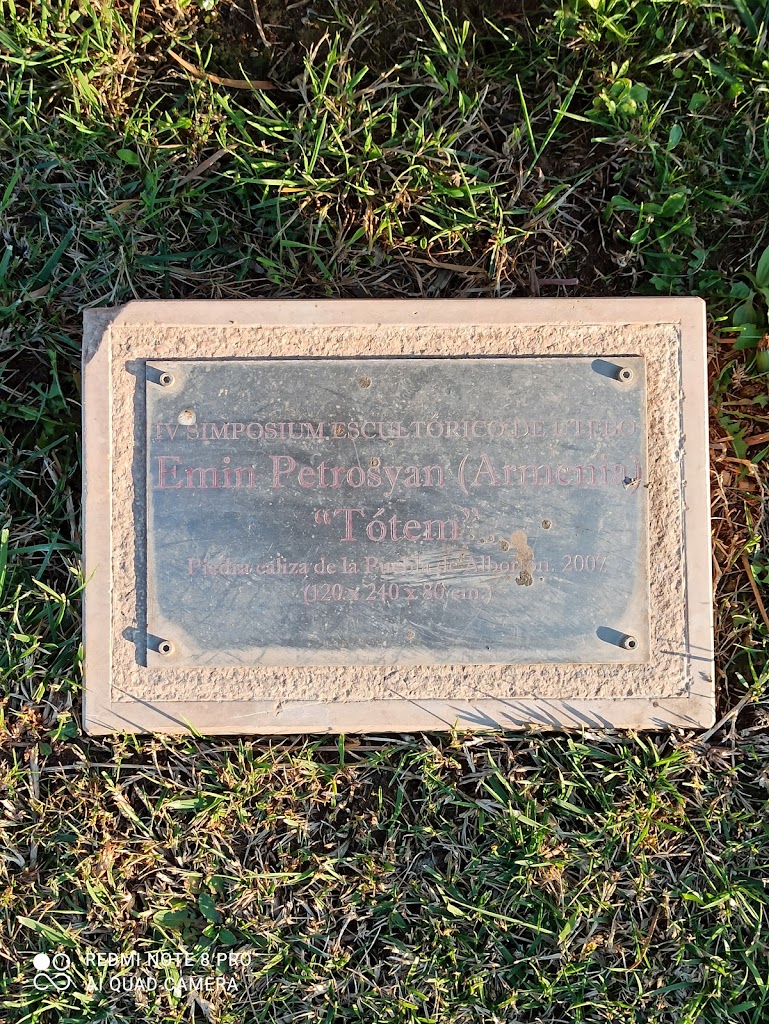 IV SIMPOSIUM ESCULTÓRICO DE UTEBO
Emin Petrosyan (Armenia)
“Tótem”
Piedra caliza de la Puebla de Albortón. 2007
(120 x 240 x 80 cm.)
REDMI NOTE 8 PRO
AI QUAD CAMERA